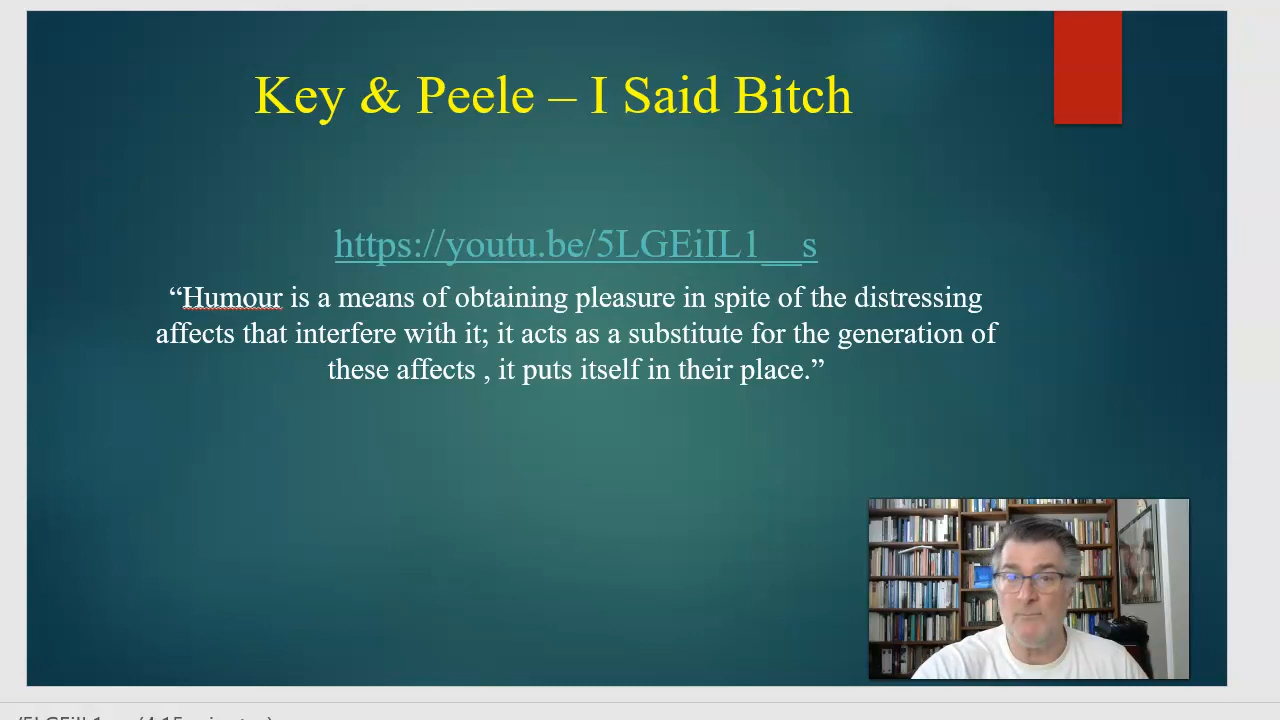 Key & Peele – I Said Bitch
https://youtu.be/5LGEiIL1__s
“Humour is a means of obtaining pleasure in spite of the distressing
affects that interfere with it; it acts as a substitute for the generation of
these affects , it puts itself in their place.”